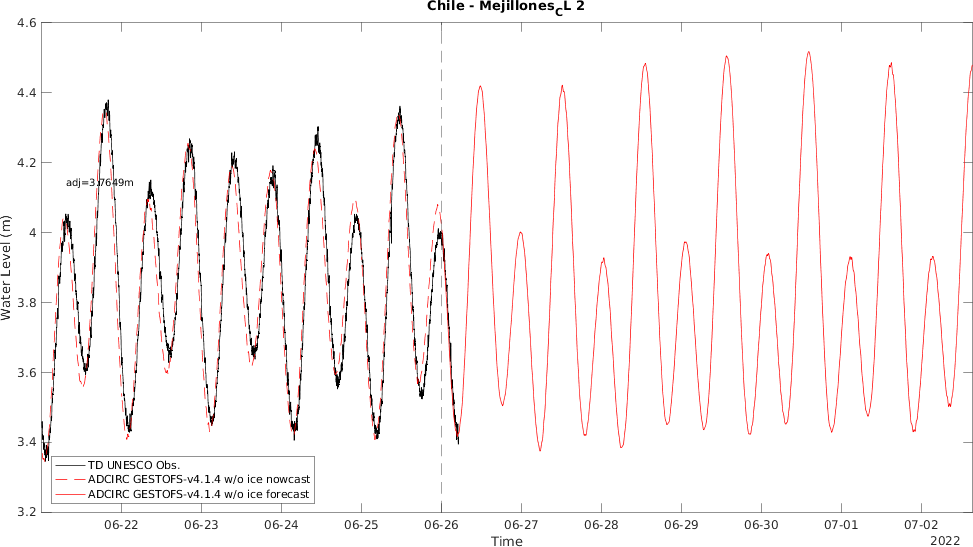 Chile - Mejillones_CL 2
4.6
4.4
4.2
4
3.8
3.6
3.4
3.2
Water Level (m)
adj=3.7649m
TD UNESCO Obs.
ADCIRC GESTOFS-v4.1.4 w/o ice nowcast
ADCIRC GESTOFS-v4.1.4 w/o ice forecast
06-22 06-23 06-24 06-25 06-26 06-27 06-28 06-29 06-30 07-01 07-02
Time
2022